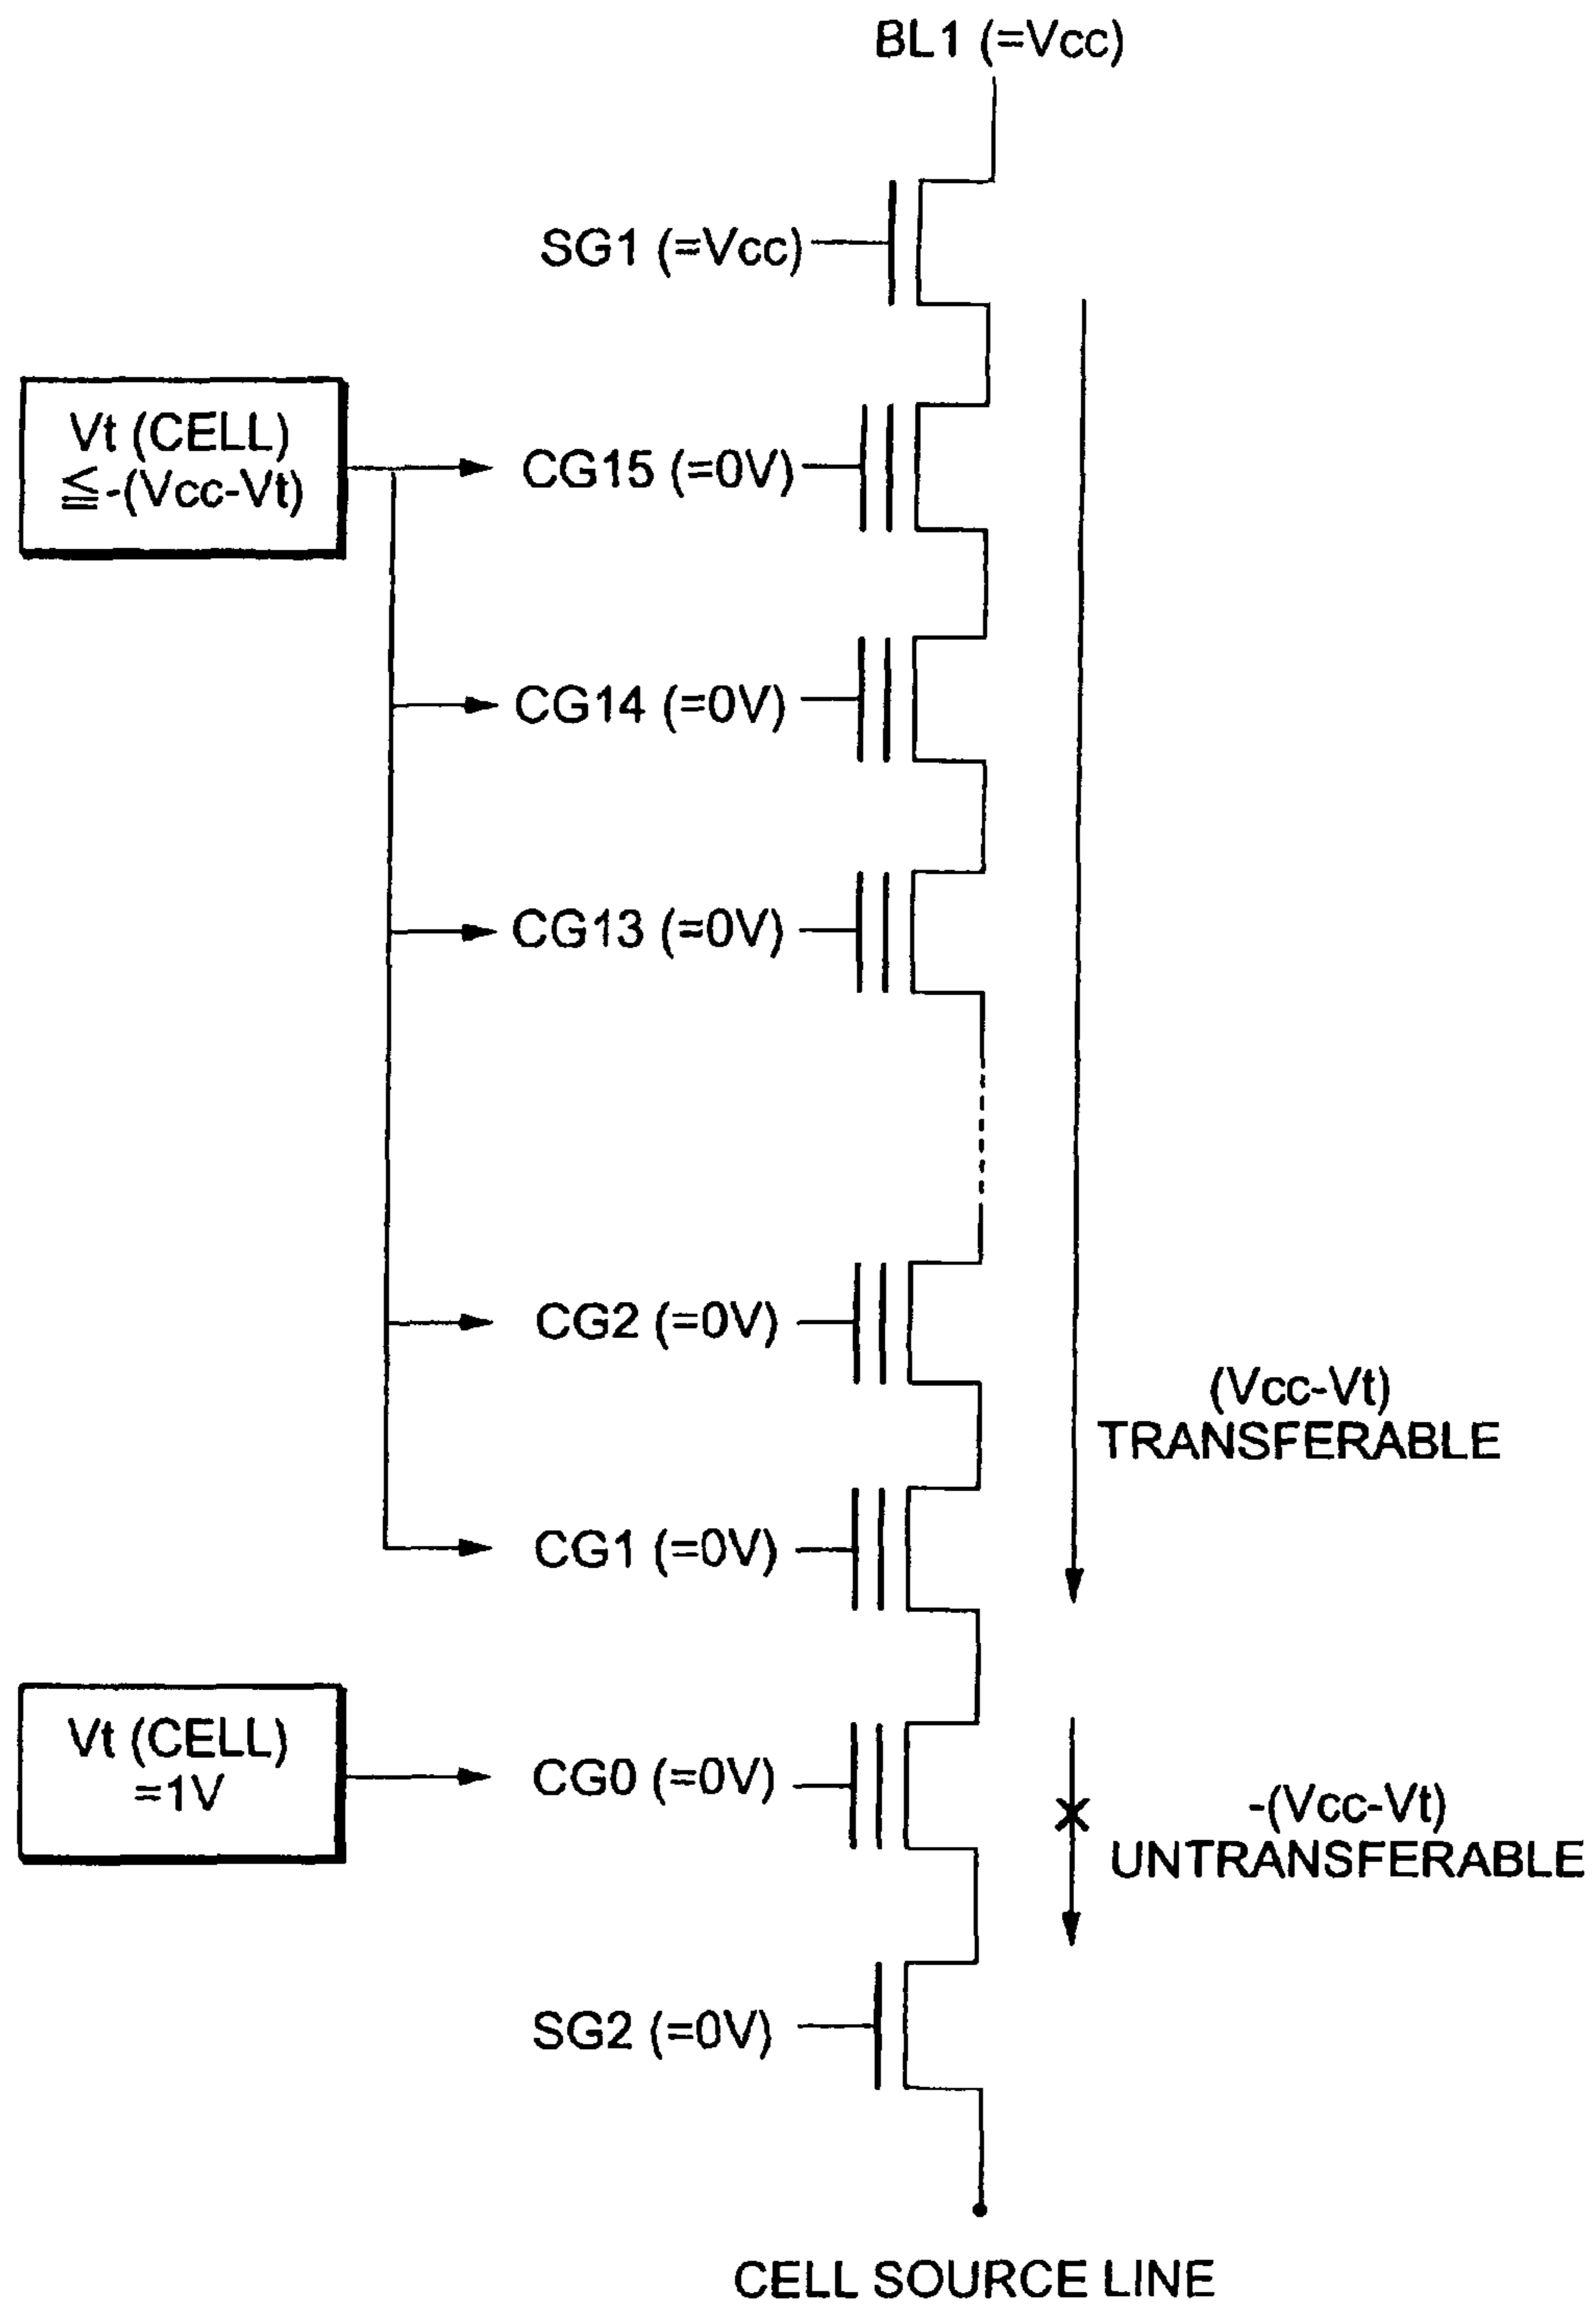 BL1 (=Vcc)
SG1 (=Vcc)
Vt (CELL)
≦-(Vcc-Vt)
CG15 (=0V)
CG14 (=0V)
CG13 (=0V)
CG2 (=0V)
(Vcc-Vt)
TRANSFERABLE
CG1 (=0V)
Vt (CELL)
=1V
CG0 (=0V)
-(Vcc-Vt)
UNTRANSFERABLE
SG2 (=0V)
CELL SOURCE LINE